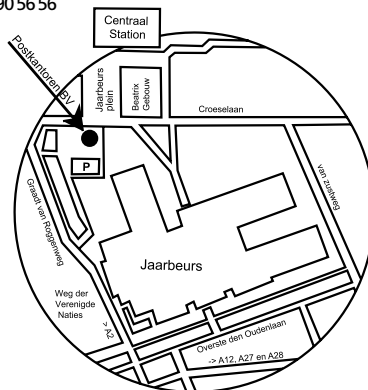 90 56 56
Centraal
Station
Postkantoren BV
Jaarbeurs
plein
Beatrix
Gebouw
Croeselaan
P
van zustweg
Graadt van Roggenweg
Jaarbeurs
Weg der
Verenigde
Naties
> A2
Overste den Oudenlaan
-> A12, A27 en A28